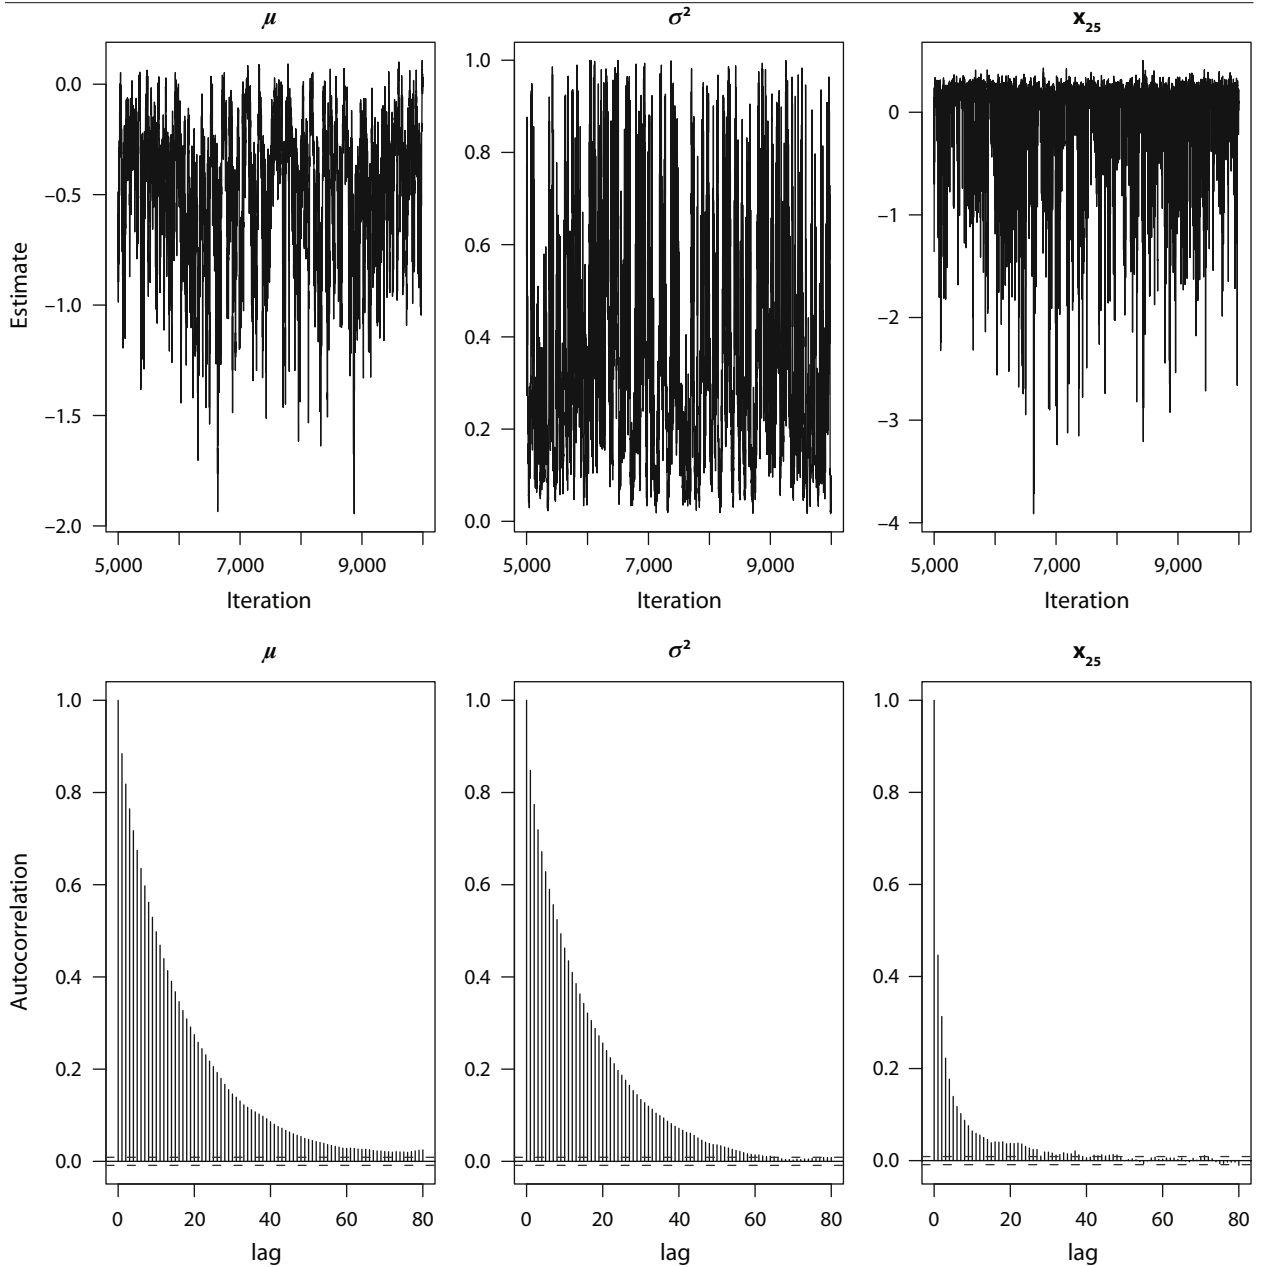 μ
σ²
x₂₅
Estimate
0.0
–0.5
–1.0
–1.5
–2.0
5,000 7,000 9,000
Iteration
1.0
0.8
0.6
0.4
0.2
0.0
5,000 7,000 9,000
Iteration
0
–1
–2
–3
–4
5,000 7,000 9,000
Iteration
μ
σ²
x₂₅
Autocorrelation
1.0
0.8
0.6
0.4
0.2
0.0
0 20 40 60 80
lag
1.0
0.8
0.6
0.4
0.2
0.0
0 20 40 60 80
lag
1.0
0.8
0.6
0.4
0.2
0.0
0 20 40 60 80
lag